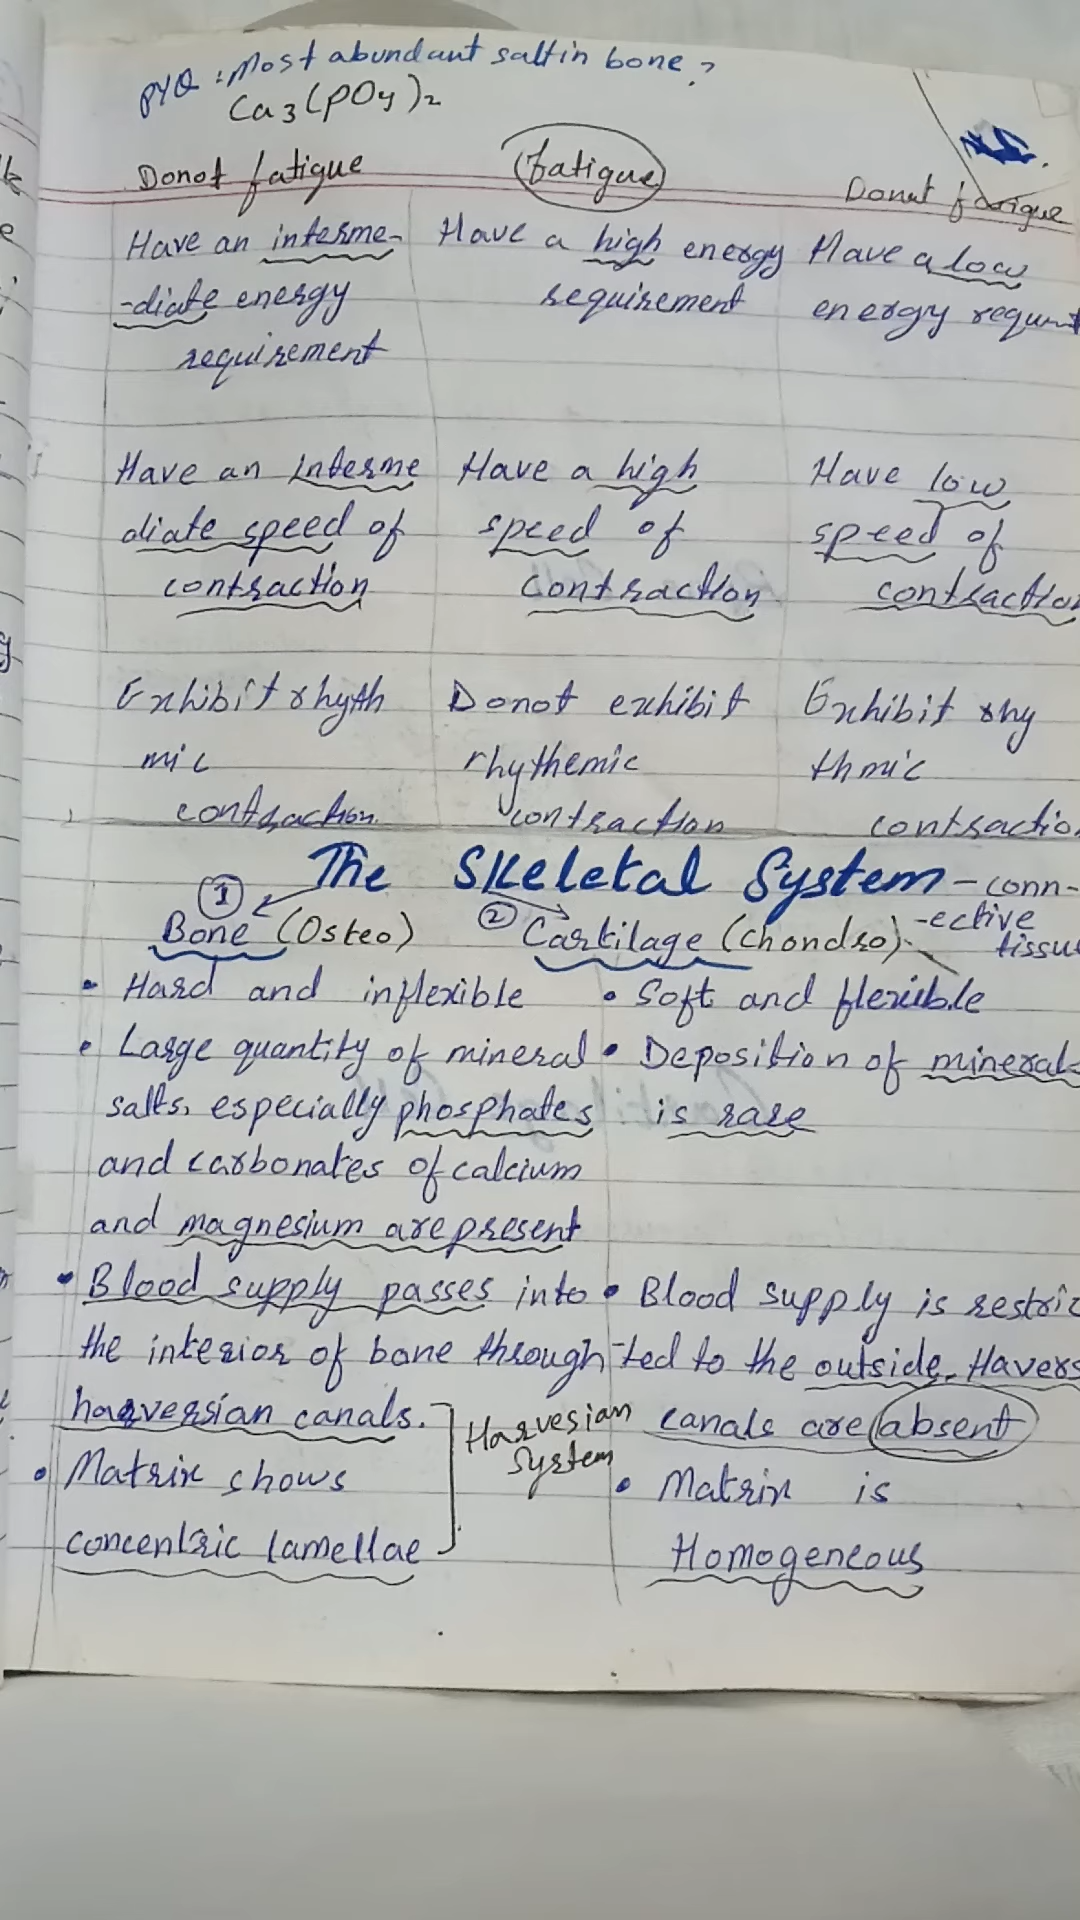 PYQ : Most abundant salt in bone ?
Ca3(PO4)2
Donot fatigue
Have an interme-
-diate energy
requirement
Have an Interme
diate speed of
contraction
Exhibit rhyth
mic
contraction.
(fatigue)
Have a high energy
requirement
Have a high
speed of
contraction
Donot exhibit
rhythemic
contraction
Donot fatigue
Have a low
energy
Have low
speed of
contraction
Exhibit rhy
thmic
contractio
The Skeletal System - conn-
-ective
tissu
1 Bone (Osteo)
• Hard and inflexible
• Large quantity of mineral
salts, especially phosphates
and carbonates of calcium
and magnesium are present
• Blood supply passes into
the interior of bone through
harversian canals.
• Matrix shows
concentric lamellae
Harvesian
System
2 Cartilage (chondro)
• Soft and flexible
• Deposition of minerals
is rare
• Blood supply is restric
-ted to the outside. Havers
canals are absent
• Matrix is
Homogeneous